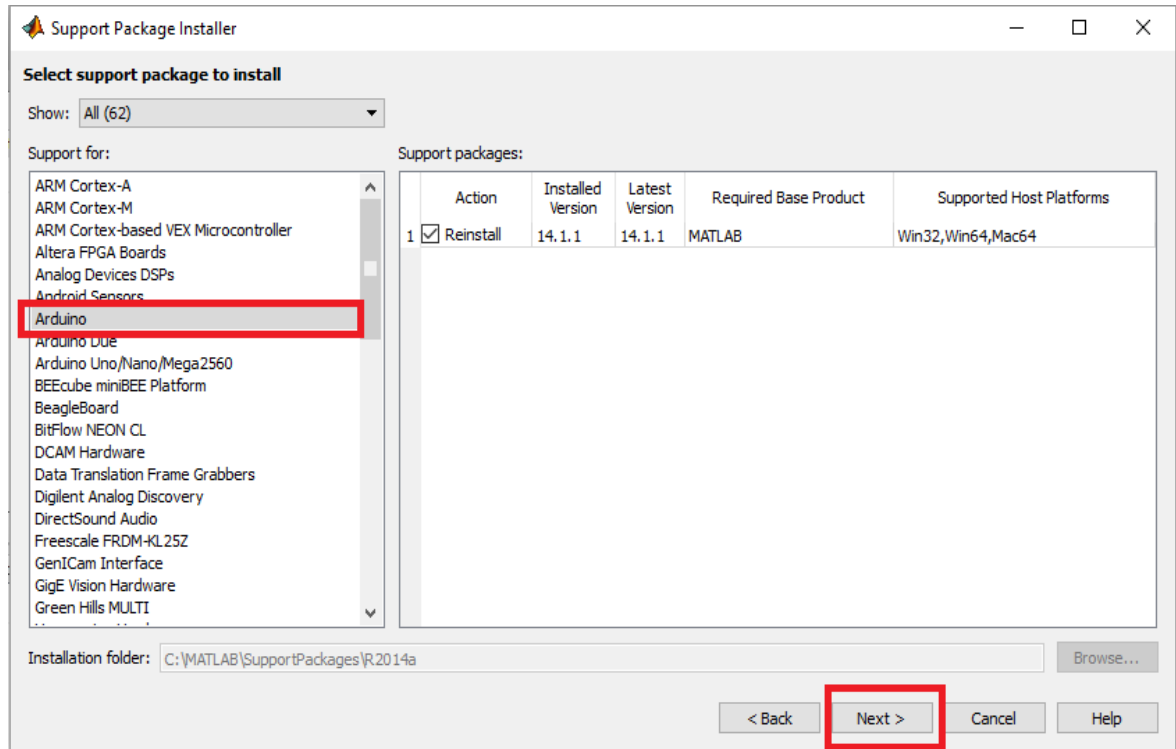 Support Package Installer
Select support package to install
Show: All (62)
Support for:
ARM Cortex-A
ARM Cortex-M
ARM Cortex-based VEX Microcontroller
Altera FPGA Boards
Analog Devices DSPs
Android Sensors
Arduino
Arduino Due
Arduino Uno/Nano/Mega2560
BEEcube miniBEE Platform
BeagleBoard
BitFlow NEON CL
DCAM Hardware
Data Translation Frame Grabbers
Digilent Analog Discovery
DirectSound Audio
Freescale FRDM-KL25Z
GenICam Interface
GigE Vision Hardware
Green Hills MULTI
Support packages:
Action Installed Version Latest Version Required Base Product Supported Host Platforms
1 Reinstall 14.1.1 14.1.1 MATLAB Win32,Win64,Mac64
Installation folder: C:\MATLAB\SupportPackages\R2014a Browse...
< Back Next > Cancel Help